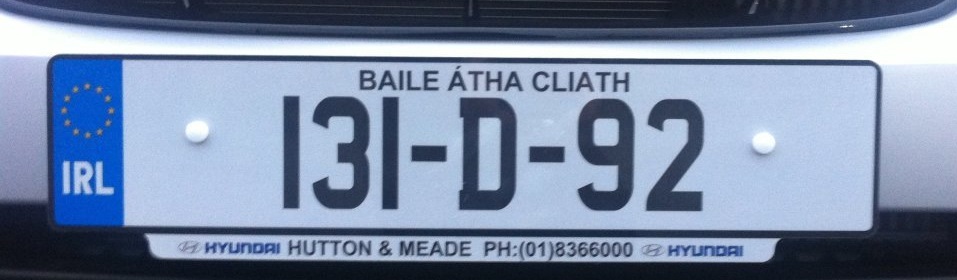 BAILE ÁTHA CLIATH
IRL
131-D-92
HYUNDAI HUTTON & MEADE PH:(01)8366000 HYUNDAI